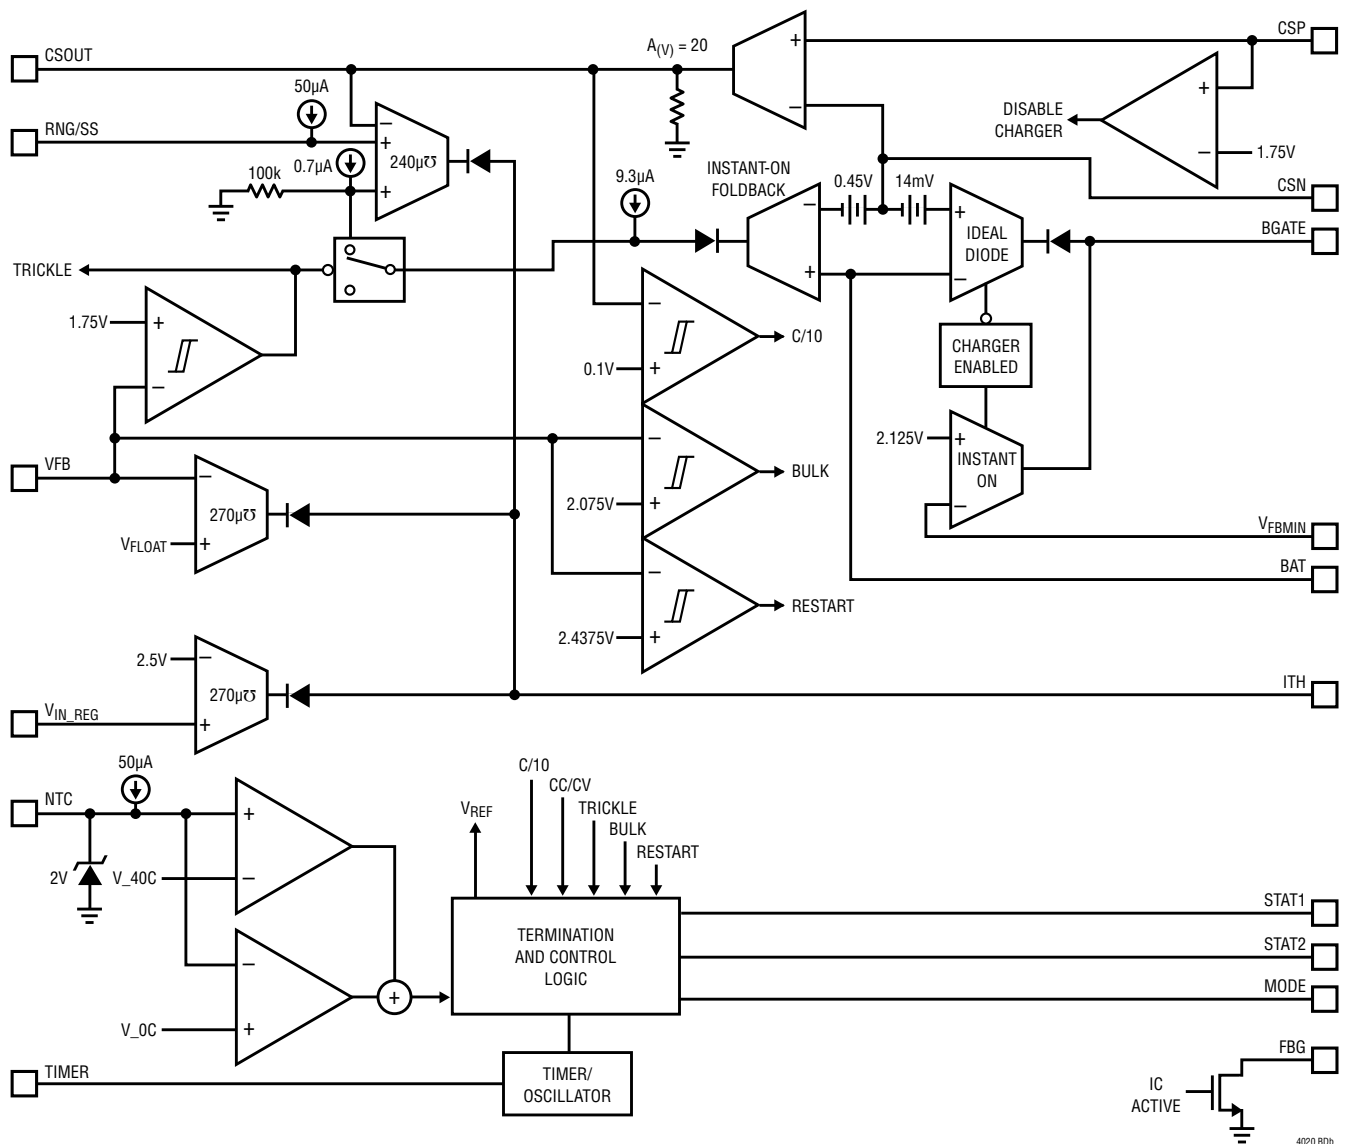 CSOUT
A(V) = 20
+
CSP
50µA
−
+
DISABLE
CHARGER
−
RNG/SS
+
240µ℧
0.7µA
INSTANT-ON
FOLDBACK
−
1.75V
100k
+
9.3µA
0.45V
14mV
CSN
−
+
IDEAL
DIODE
BGATE
TRICKLE
+
−
1.75V
+
−
C/10
CHARGER
ENABLED
−
0.1V
+
2.125V
+
INSTANT
ON
VFB
−
−
BULK
270µ℧
2.075V
+
−
VFBMIN
VFLOAT
+
BAT
−
RESTART
2.4375V
+
2.5V
−
270µ℧
ITH
VIN_REG
+
50µA
C/10
CC/CV
NTC
+
VREF
TRICKLE
BULK
RESTART
2V
V_40C
−
STAT1
TERMINATION
AND CONTROL
LOGIC
−
STAT2
+
MODE
V_0C
+
FBG
TIMER
TIMER/
OSCILLATOR
IC
ACTIVE
4020 BDb